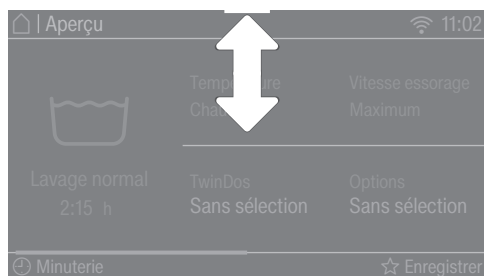 Aperçu 11:02
Vitesse essorage
Maximum
Lavage normal
2:15 h
TwinDos
Sans sélection
Options
Sans sélection
Minuterie
Enregistrer